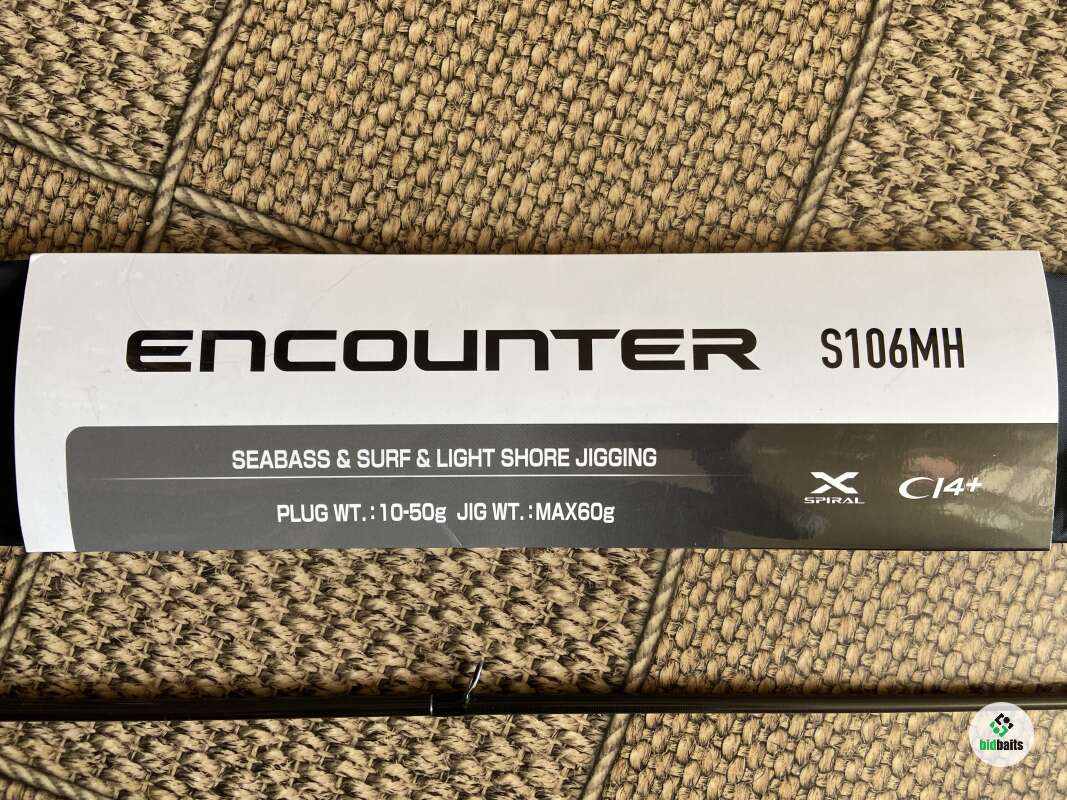 ENCOUNTER S106MH
SEABASS & SURF & LIGHT SHORE JIGGING
PLUG WT.:10-50g JIG WT.:MAX60g
X
SPIRAL
CI4+
bidbaits